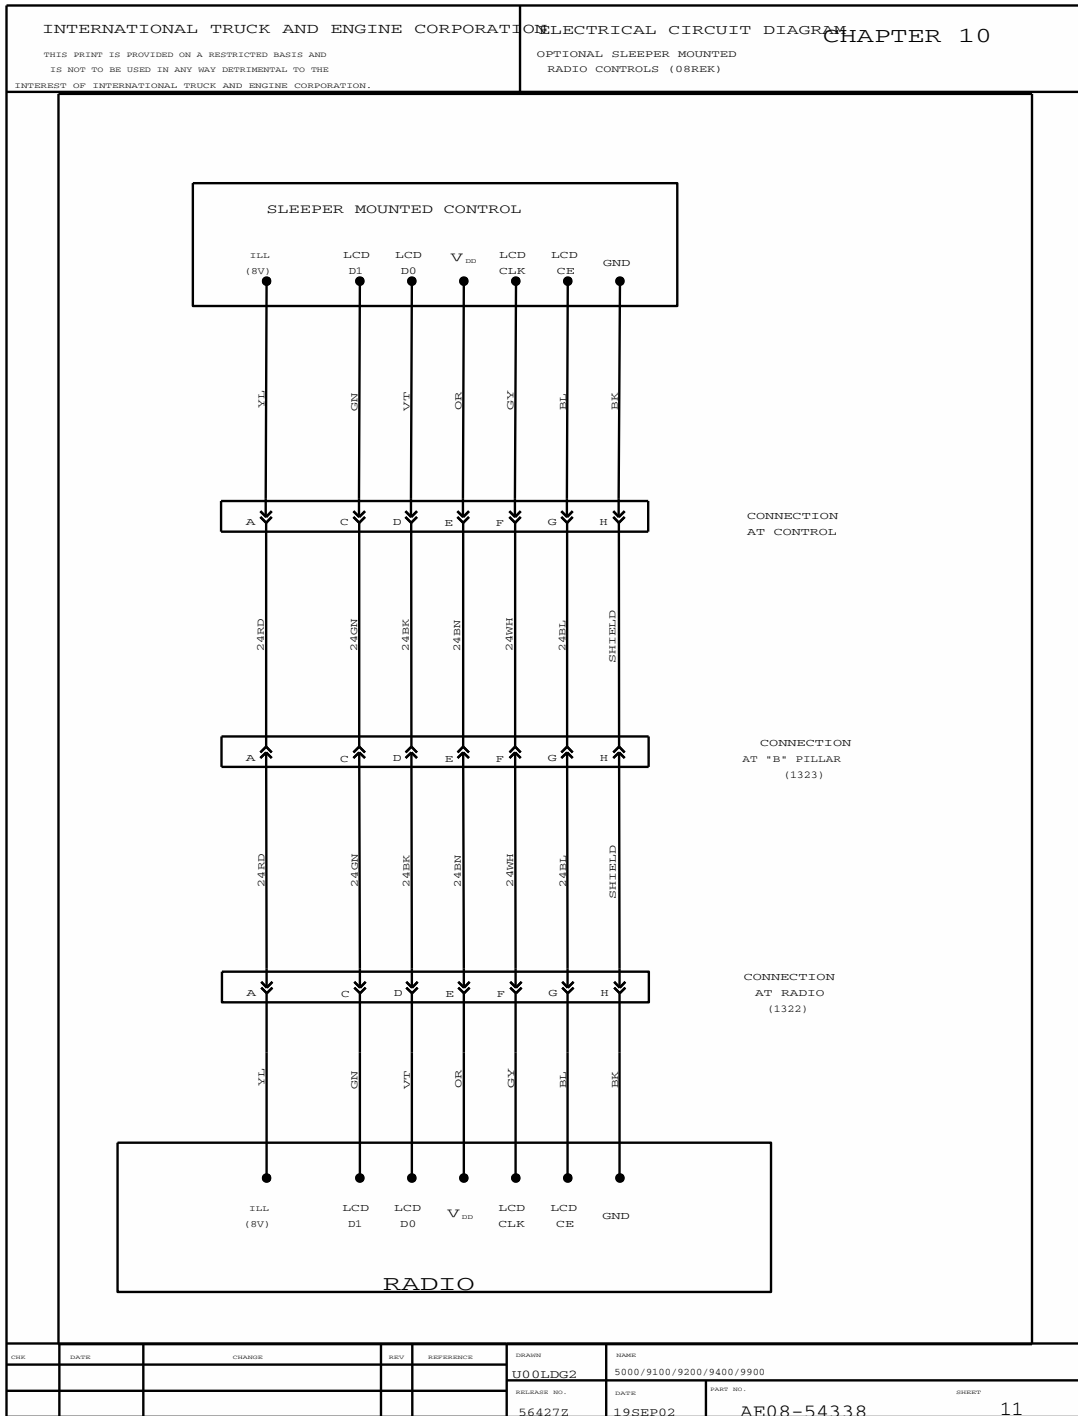 INTERNATIONAL TRUCK AND ENGINE CORPORATION
THIS PRINT IS PROVIDED ON A RESTRICTED BASIS AND
IS NOT TO BE USED IN ANY WAY DETRIMENTAL TO THE
INTEREST OF INTERNATIONAL TRUCK AND ENGINE CORPORATION.
ELECTRICAL CIRCUIT DIAGRAM
OPTIONAL SLEEPER MOUNTED
RADIO CONTROLS (08REK)
CHAPTER 10
SLEEPER MOUNTED CONTROL
ILL LCD LCD VDD LCD LCD GND
(8V) D1 D0 CLK CE
YL GN VT OR GY BL BK
A C D E F G H
CONNECTION
AT CONTROL
24RD 24GN 24BK 24BN 24WH 24BL SHIELD
A C D E F G H
CONNECTION
AT "B" PILLAR
(1323)
24RD 24GN 24BK 24BN 24WH 24BL SHIELD
A C D E F G H
CONNECTION
AT RADIO
(1322)
YL GN VT OR GY BL BK
ILL LCD LCD VDD LCD LCD GND
(8V) D1 D0 CLK CE
RADIO
CHK DATE CHANGE REV REFERENCE
DRAWN
U00LDG2
NAME
5000/9100/9200/9400/9900
RELEASE NO.
56427Z
DATE
19SEP02
PART NO.
AE08-54338
SHEET
11